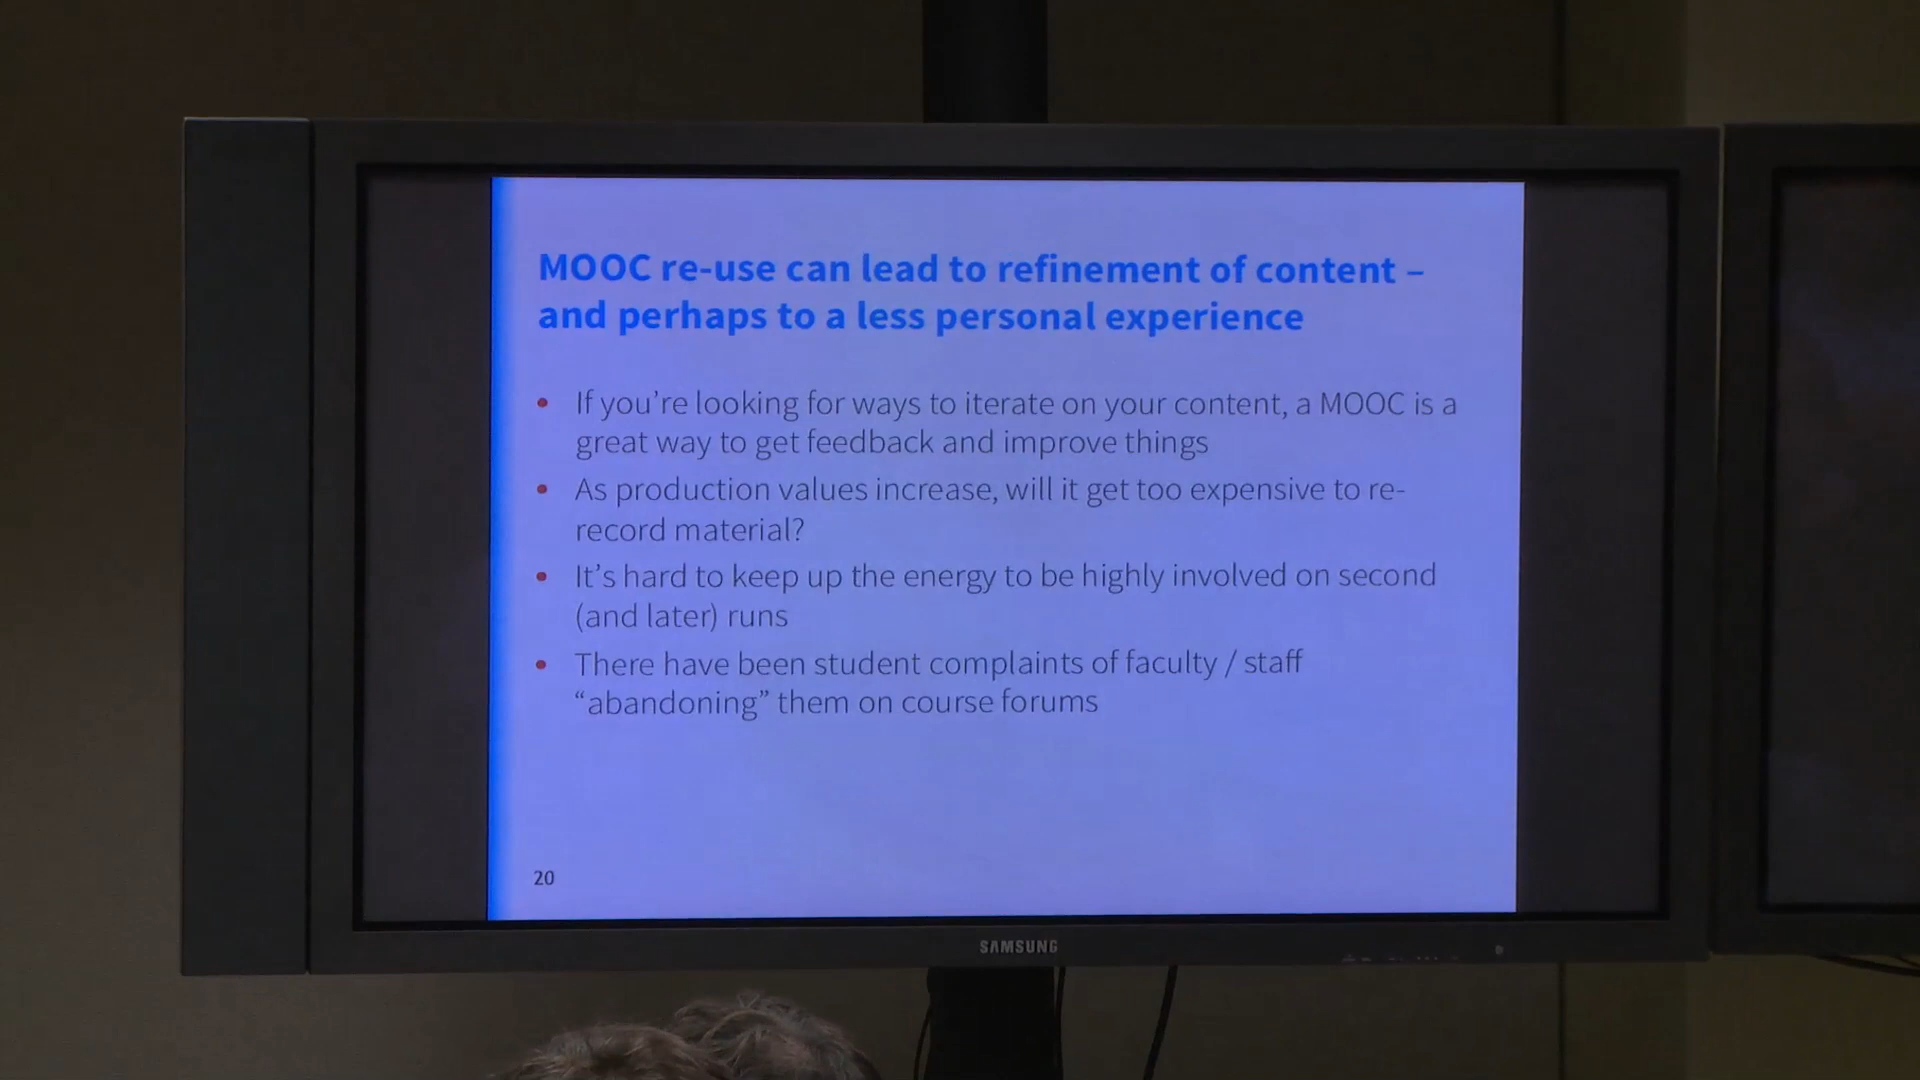 MOOC re-use can lead to refinement of content –
and perhaps to a less personal experience
• If you're looking for ways to iterate on your content, a MOOC is a
great way to get feedback and improve things
• As production values increase, will it get too expensive to re-
record material?
• It's hard to keep up the energy to be highly involved on second
(and later) runs
• There have been student complaints of faculty / staff
“abandoning” them on course forums
20
SAMSUNG